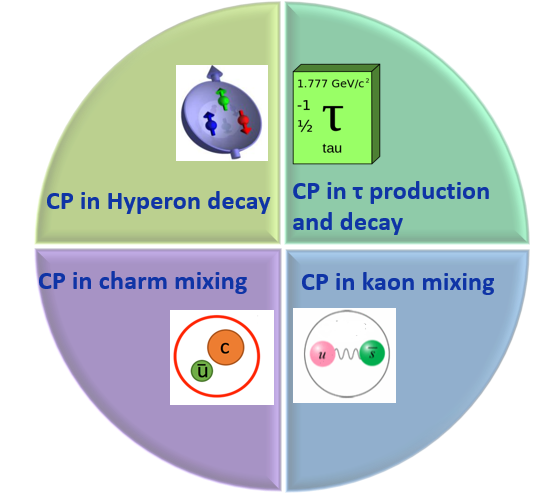 1.777 GeV/c²
-1
½
τ
tau
CP in Hyperon decay
CP in τ production
and decay
CP in charm mixing
CP in kaon mixing
c
ū
u
s̅